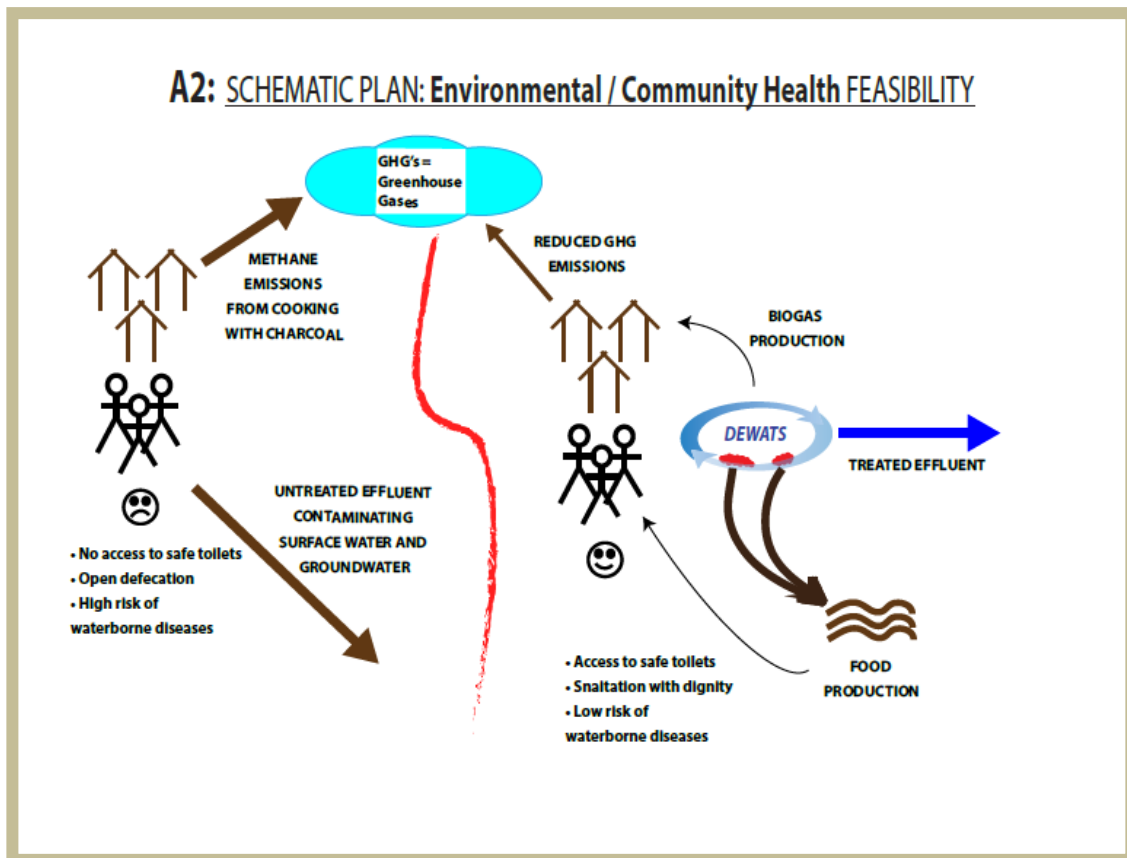 A2: SCHEMATIC PLAN: Environmental / Community Health FEASIBILITY
GHG's =
Greenhouse
Gases
METHANE
EMISSIONS
FROM COOKING
WITH CHARCOAL
REDUCED GHG
EMISSIONS
BIOGAS
PRODUCTION
DEWATS
TREATED EFFLUENT
UNTREATED EFFLUENT
CONTAMINATING
SURFACE WATER AND
GROUNDWATER
• No access to safe toilets
• Open defecation
• High risk of
waterborne diseases
• Access to safe toilets
• Snaitation with dignity
• Low risk of
waterborne diseases
FOOD
PRODUCTION